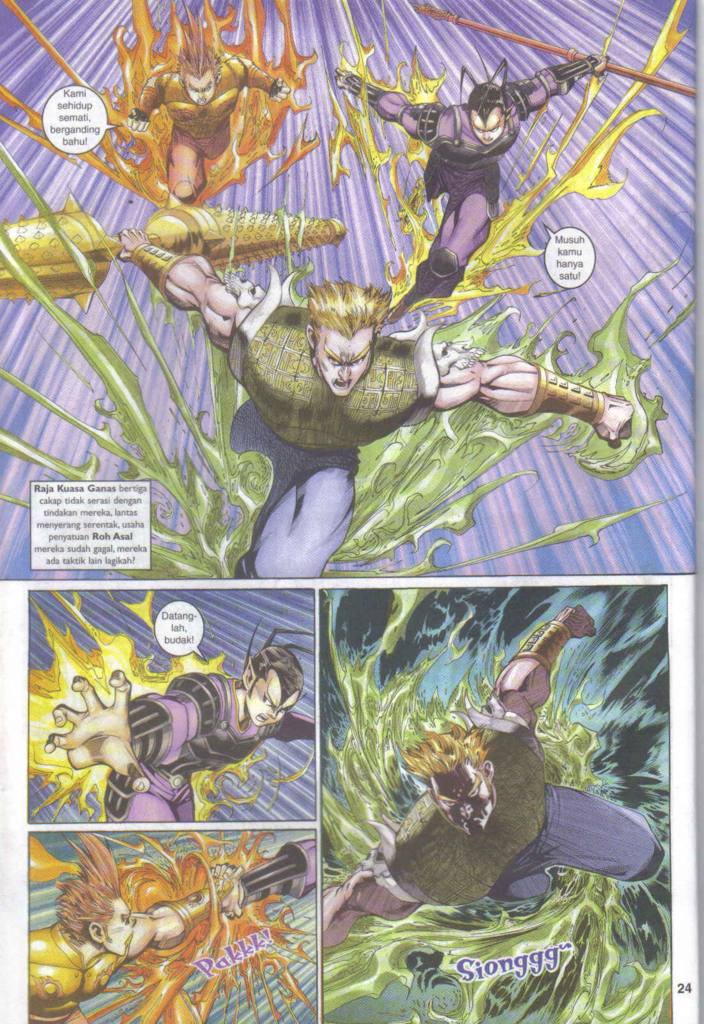 Kami
sehidup
semati,
berganding
bahu!
Musuh
kamu
hanya
satu!
Raja Kuasa Ganas bertiga
cakap tidak serasi dengan
tindakan mereka, lantas
menyerang serentak, usaha
penyatuan Roh Asal
mereka sudah gagal, mereka
ada taktik lain lagikah?
Datang-
lah,
budak!
Pakkk!
Sionggg
24